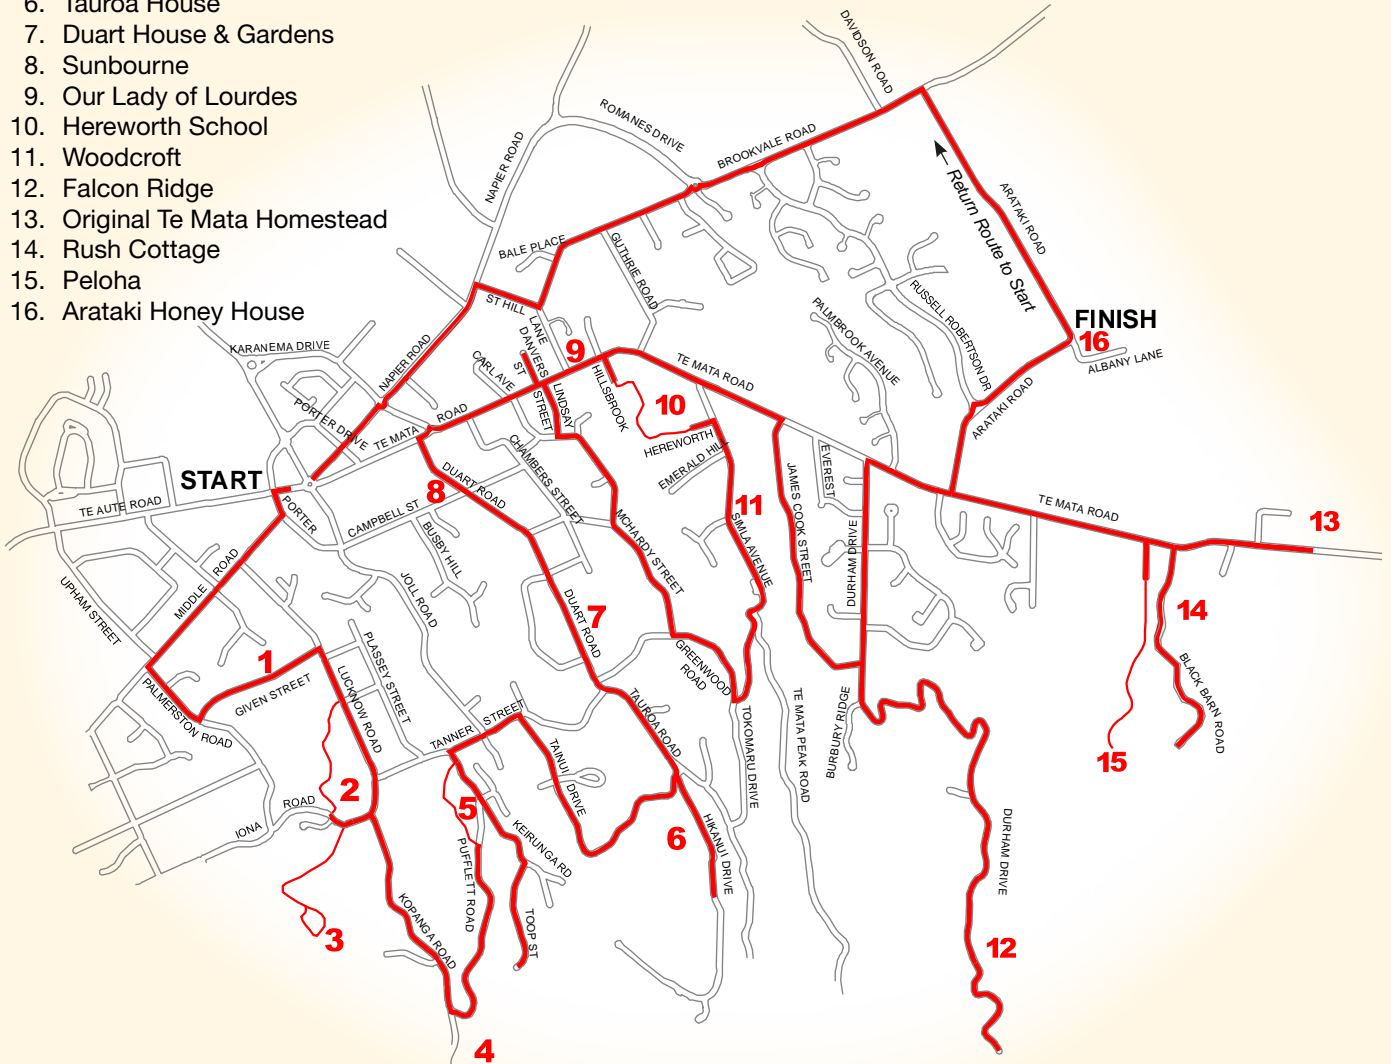 6. Tauroa House
7. Duart House & Gardens
8. Sunbourne
9. Our Lady of Lourdes
10. Hereworth School
11. Woodcroft
12. Falcon Ridge
13. Original Te Mata Homestead
14. Rush Cottage
15. Peloha
16. Arataki Honey House
DAVIDSON ROAD
ROMANES DRIVE
BROOKVALE ROAD
NAPIER ROAD
Return Route to Start
ARATAKI ROAD
BALE PLACE
GUTHRIE ROAD
ST HILL
LANE
RUSSELL ROBERTSON DR
PALMBROOK AVENUE
FINISH
16
ALBANY LANE
KARANEMA DRIVE
NAPIER ROAD
DANVERS
ST
9
CARL AVE
TE MATA ROAD
ARATAKI ROAD
HILLSBROOK
10
LINDSAY
STREET
PORTER DRIVE
TE MATA
ROAD
HEREWORTH
EMERALD HILL
CHAMBERS STREET
EVEREST
JAMES COOK STREET
START
8
DUART ROAD
11
TE AUTE ROAD
PORTER
CAMPBELL ST
TE MATA ROAD
13
BUSBY HILL
MCHARDY STREET
SIMLA AVENUE
DURHAM DRIVE
MIDDLE ROAD
UPHAM STREET
JOLL ROAD
7
DUART ROAD
14
1
PLASSEY STREET
GREENWOOD
ROAD
BLACK BARN ROAD
GIVEN STREET
LUCKNOW ROAD
PALMERSTON ROAD
TANNER STREET
TAUROA ROAD
TOKOMARU DRIVE
TE MATA PEAK ROAD
BURBURY RIDGE
15
TAINUI DRIVE
2
ROAD
IONA
5
6
HIKANUI DRIVE
KEIRUNGA RD
PUFFLETT ROAD
DURHAM DRIVE
KOPANGA ROAD
TOOP ST
3
12
4